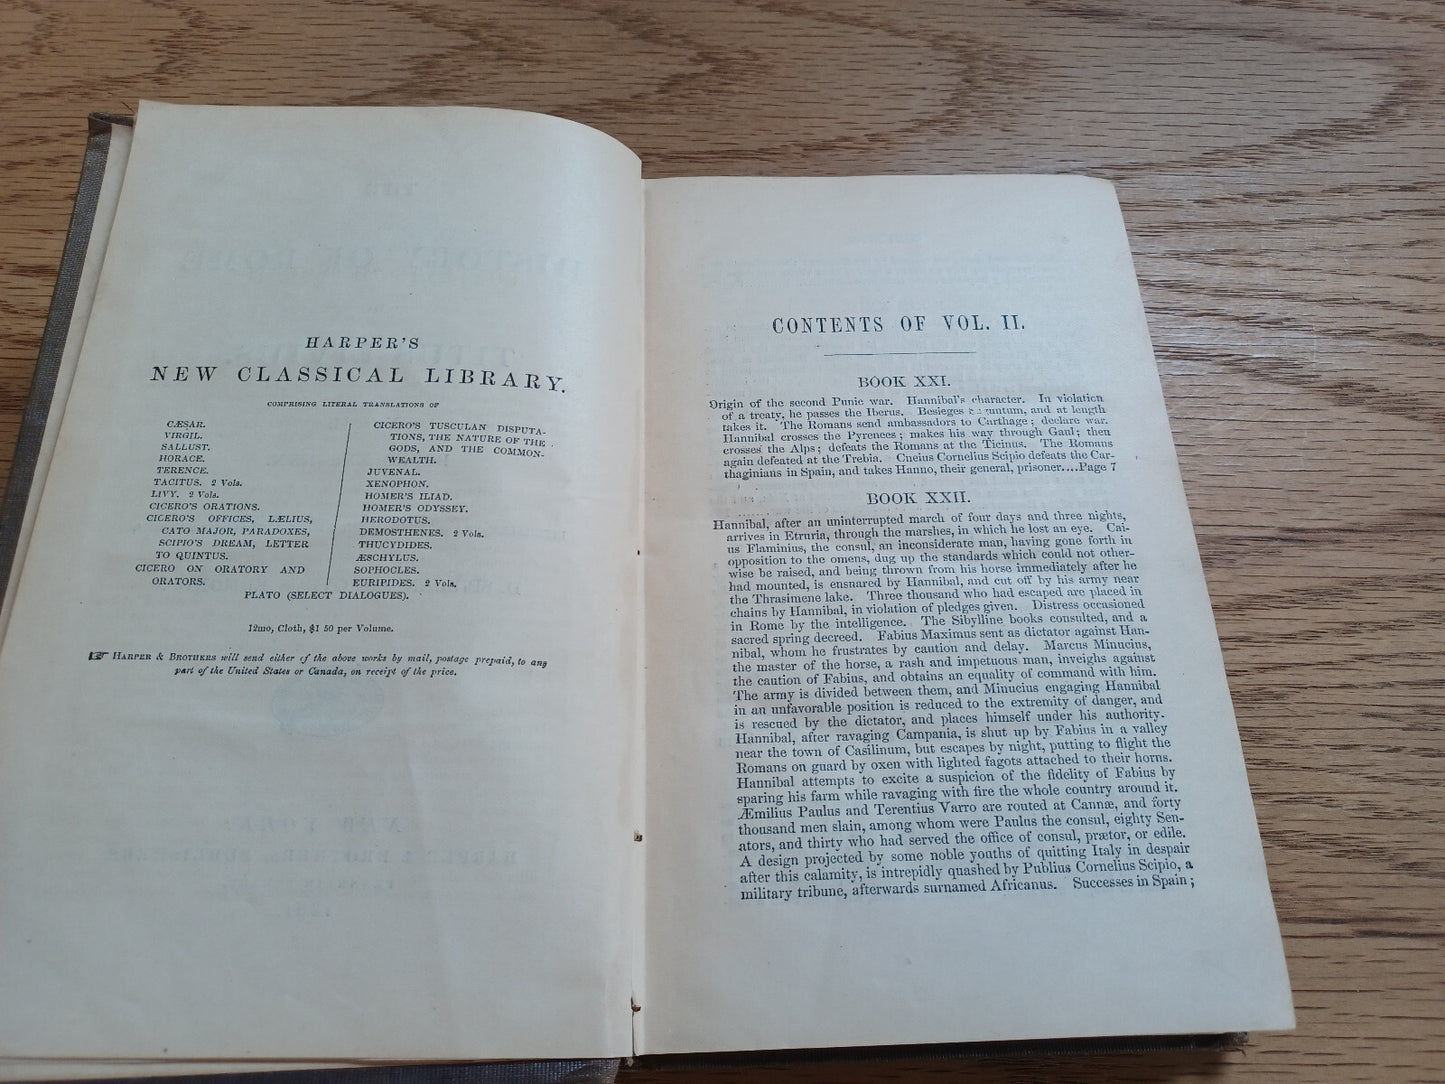 HARPER'S
NEW CLASSICAL LIBRARY.
COMPRISING LITERAL TRANSLATIONS OF
CÆSAR.
VIRGIL.
SALLUST.
HORACE.
TERENCE.
TACITUS. 2 Vols.
LIVY. 2 Vols.
CICERO'S ORATIONS.
CICERO'S OFFICES, LÆLIUS,
CATO MAJOR, PARADOXES,
SCIPIO'S DREAM, LETTER
TO QUINTUS.
CICERO ON ORATORY AND
ORATORS.
CICERO'S TUSCULAN DISPUTA-
TIONS, THE NATURE OF THE
GODS, AND THE COMMON-
WEALTH.
JUVENAL.
XENOPHON.
HOMER'S ILIAD.
HOMER'S ODYSSEY.
HERODOTUS.
DEMOSTHENES. 2 Vols.
THUCYDIDES.
ÆSCHYLUS.
SOPHOCLES.
EURIPIDES. 2 Vols.
PLATO (SELECT DIALOGUES).
12mo, Cloth, $1 50 per Volume.
☞ HARPER & BROTHERS will send either of the above works by mail, postage prepaid, to any
part of the United States or Canada, on receipt of the price.
CONTENTS OF VOL. II.
BOOK XXI.
Origin of the second Punic war. Hannibal's character. In violation
of a treaty, he passes the Iberus. Besieges Saguntum, and at length
takes it. The Romans send ambassadors to Carthage; declare war.
Hannibal crosses the Pyrences; makes his way through Gaul; then
crosses the Alps; defeats the Romans at the Ticinus. The Romans
again defeated at the Trebia. Cneius Cornelius Scipio defeats the Car-
thaginians in Spain, and takes Hanno, their general, prisoner....Page 7
BOOK XXII.
Hannibal, after an uninterrupted march of four days and three nights,
arrives in Etruria, through the marshes, in which he lost an eye. Cai-
us Flaminius, the consul, an inconsiderate man, having gone forth in
opposition to the omens, dug up the standards which could not other-
wise be raised, and being thrown from his horse immediately after he
had mounted, is ensnared by Hannibal, and cut off by his army near
the Thrasimene lake. Three thousand who had escaped are placed in
chains by Hannibal, in violation of pledges given. Distress occasioned
in Rome by the intelligence. The Sibylline books consulted, and a
sacred spring decreed. Fabius Maximus sent as dictator against Han-
nibal, whom he frustrates by caution and delay. Marcus Minucius,
the master of the horse, a rash and impetuous man, inveighs against
the caution of Fabius, and obtains an equality of command with him.
The army is divided between them, and Minucius engaging Hannibal
in an unfavorable position is reduced to the extremity of danger, and
is rescued by the dictator, and places himself under his authority.
Hannibal, after ravaging Campania, is shut up by Fabius in a valley
near the town of Casilinum, but escapes by night, putting to flight the
Romans on guard by oxen with lighted fagots attached to their horns.
Hannibal attempts to excite a suspicion of the fidelity of Fabius by
sparing his farm while ravaging with fire the whole country around it.
Æmilius Paulus and Terentius Varro are routed at Cannæ, and forty
thousand men slain, among whom were Paulus the consul, eighty Sen-
ators, and thirty who had served the office of consul, prætor, or edile.
A design projected by some noble youths of quitting Italy in despair
after this calamity, is intrepidly quashed by Publius Cornelius Scipio, a
military tribune, afterwards surnamed Africanus. Successes in Spain;